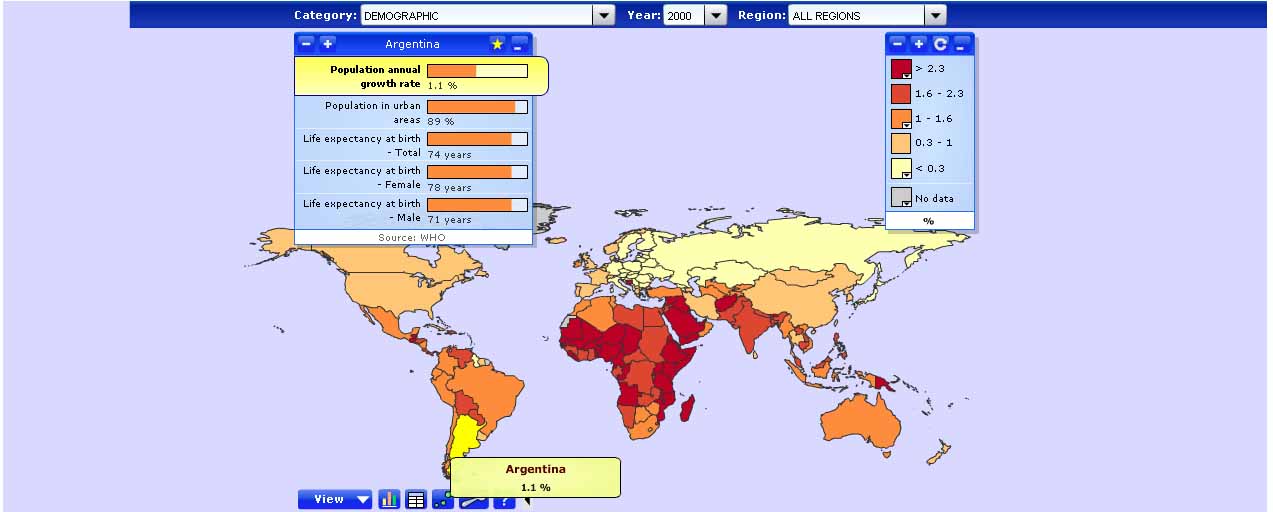 Category: DEMOGRAPHIC Year: 2000 Region: ALL REGIONS
Argentina
Population annual
growth rate
1.1 %
Population in urban
areas
89 %
Life expectancy at birth
- Total
74 years
Life expectancy at birth
- Female
78 years
Life expectancy at birth
- Male
71 years
Source: WHO
> 2.3
1.6 - 2.3
1 - 1.6
0.3 - 1
< 0.3
No data
%
Argentina
1.1 %
View
?